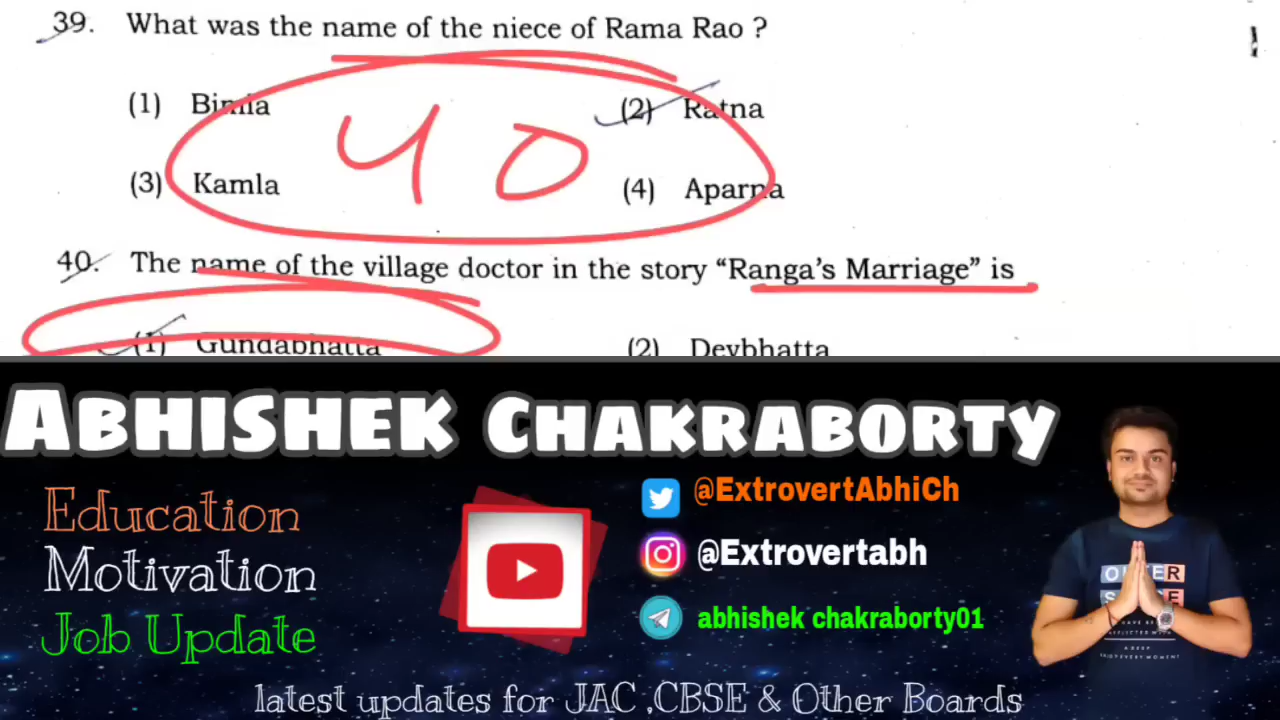 39. What was the name of the niece of Rama Rao ?
(1) Bimla (2) Ratna
40
(3) Kamla (4) Aparna
40. The name of the village doctor in the story “Ranga’s Marriage” is
(1) Gundabhatta (2) Devbhatta
ABHISHEK CHAKRABORTY
Education
@ExtrovertAbhiCh
Motivation
@Extrovertabh
Job Update
abhishek chakraborty01
latest updates for JAC ,CBSE & Other Boards